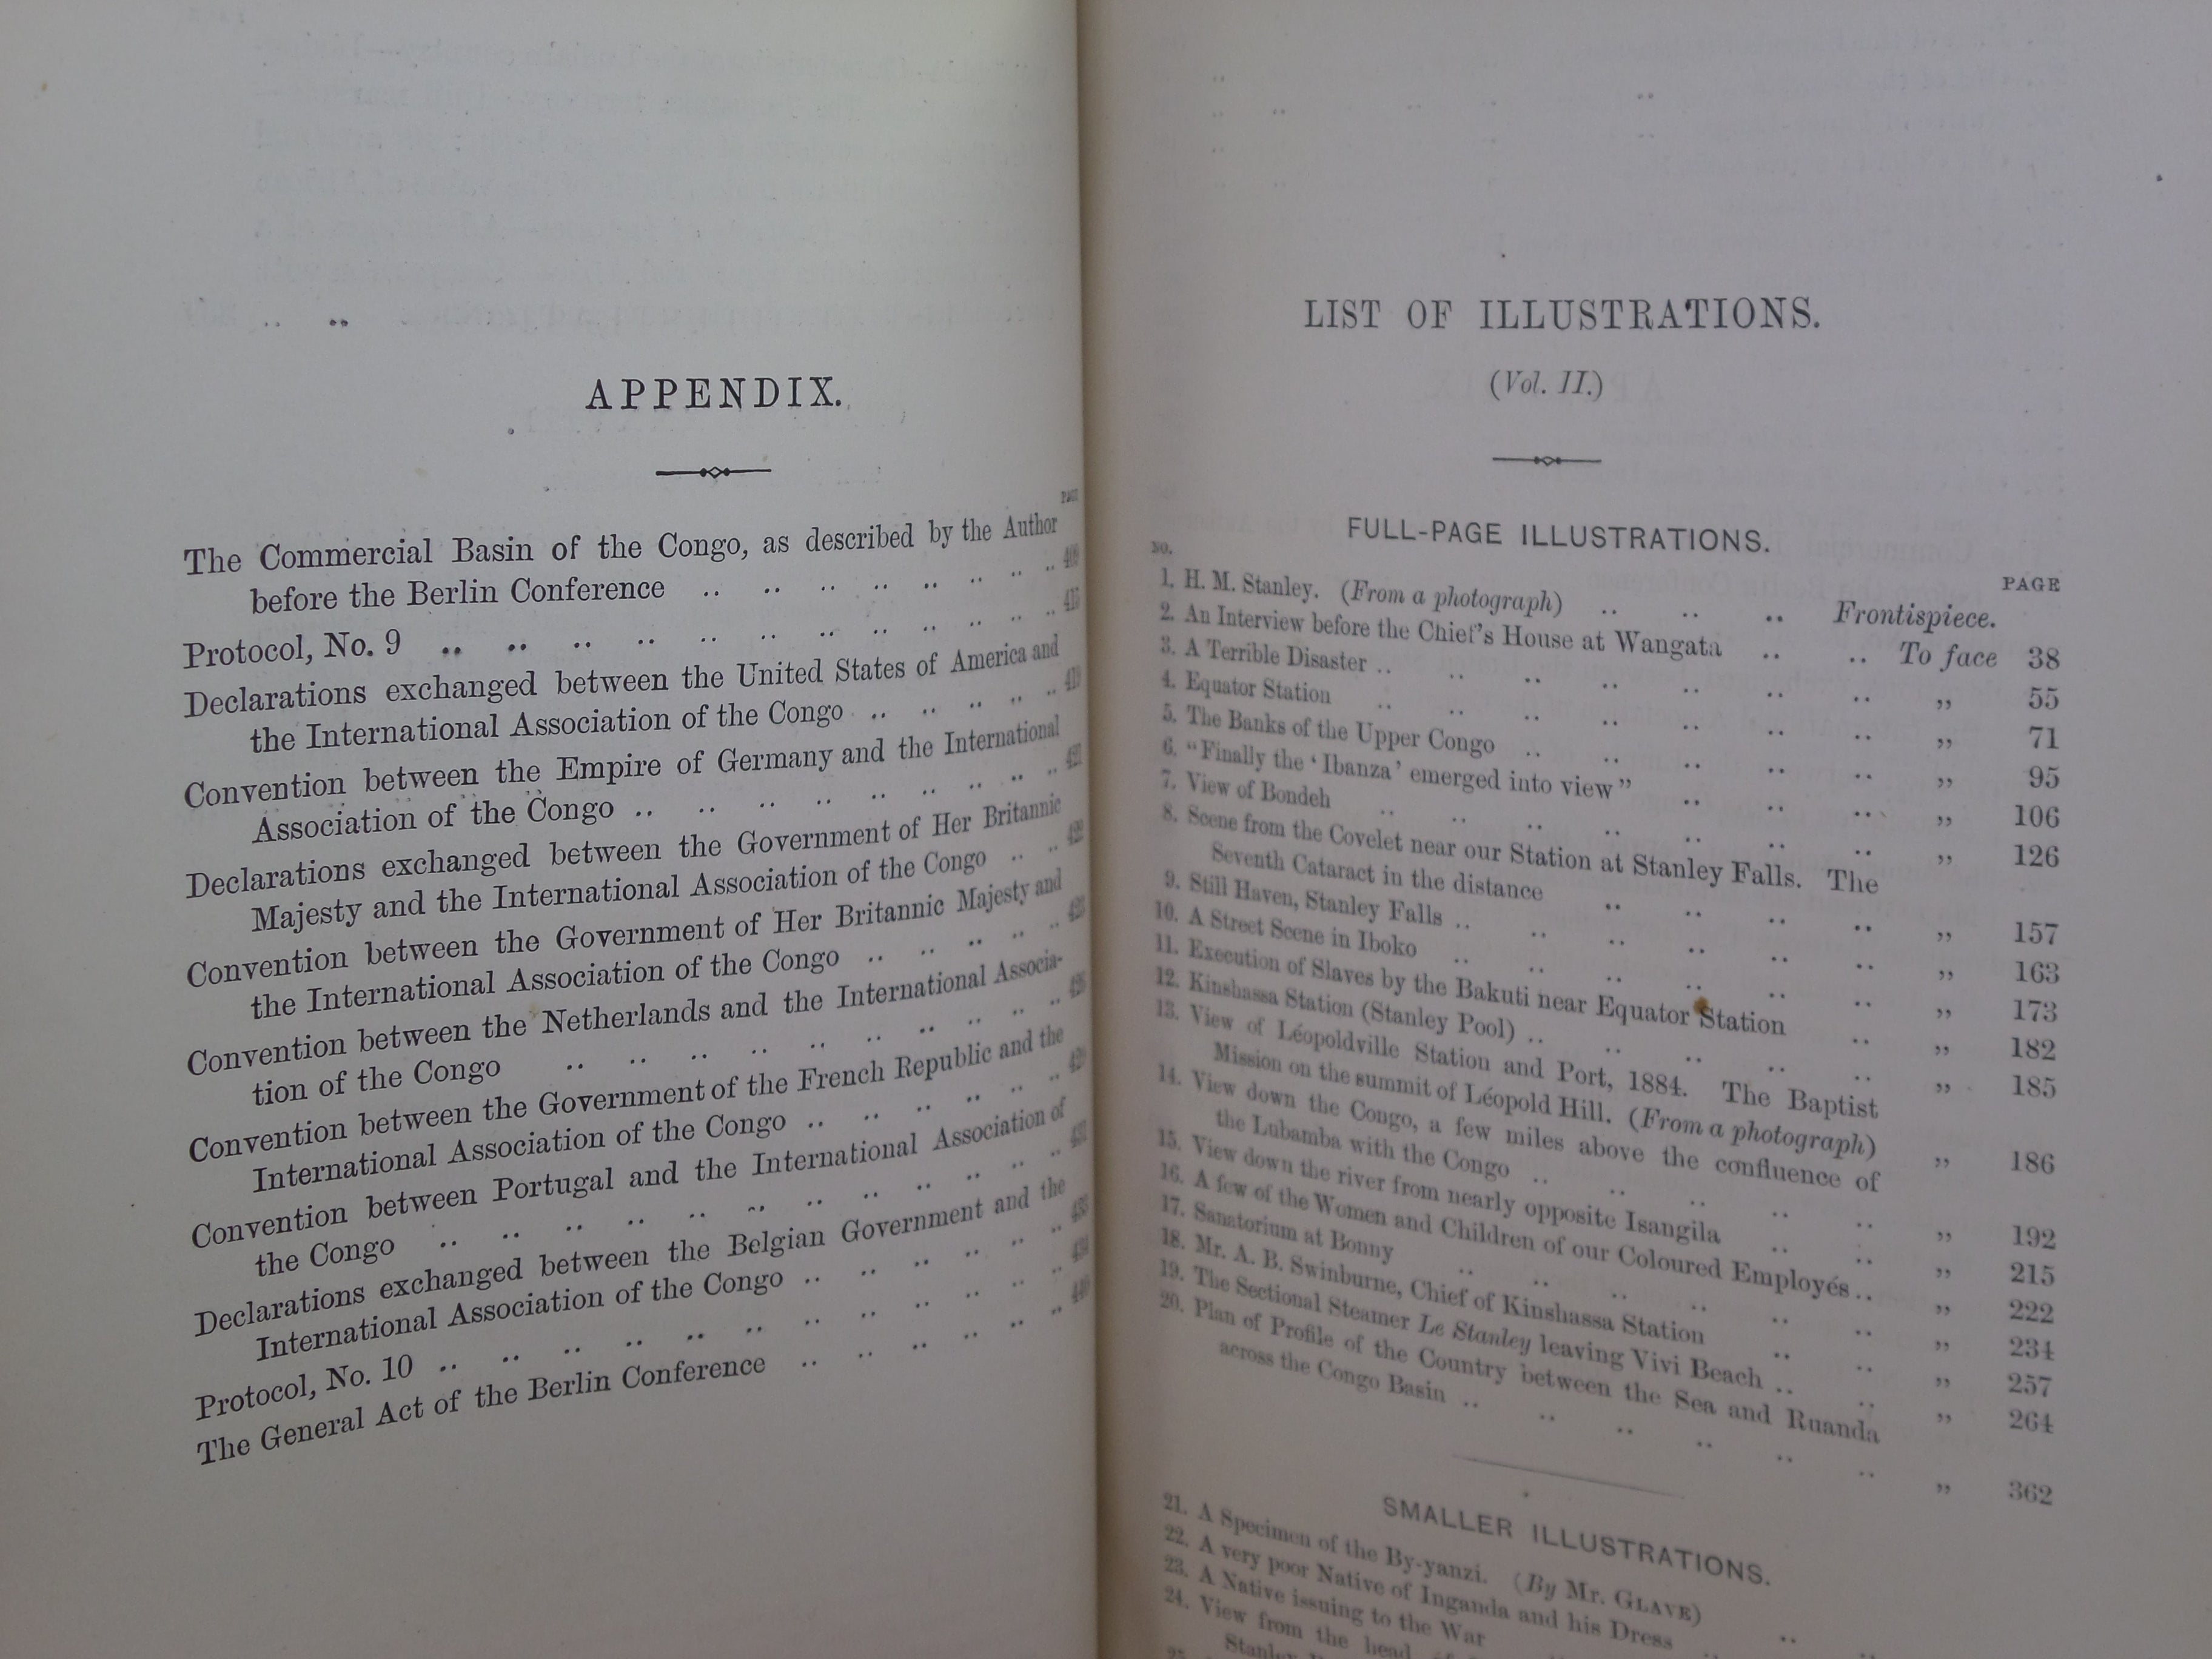 APPENDIX.
PAGE
The Commercial Basin of the Congo, as described by the Author
before the Berlin Conference .. .. .. .. .. .. .. ..
Protocol, No. 9 .. .. .. .. .. .. .. .. .. .. ..
Declarations exchanged between the United States of America and
the International Association of the Congo .. .. .. .. ..
Convention between the Empire of Germany and the International
Association of the Congo .. .. .. .. .. .. .. ..
Declarations exchanged between the Government of Her Britannic
Majesty and the International Association of the Congo .. ..
Convention between the Government of Her Britannic Majesty and
the International Association of the Congo .. .. .. .. ..
Convention between the Netherlands and the International Associa-
tion of the Congo .. .. .. .. .. .. .. .. ..
Convention between the Government of the French Republic and the
International Association of the Congo .. .. .. .. .. ..
Convention between Portugal and the International Association of
the Congo .. .. .. .. .. .. .. .. .. .. ..
Declarations exchanged between the Belgian Government and the
International Association of the Congo .. .. .. .. .. ..
Protocol, No. 10 .. .. .. .. .. .. .. .. .. .. ..
The General Act of the Berlin Conference .. .. .. .. .. ..
LIST OF ILLUSTRATIONS.
(Vol. II.)
FULL-PAGE ILLUSTRATIONS.
NO. PAGE
1. H. M. Stanley. (From a photograph) .. .. .. Frontispiece.
2. An Interview before the Chief's House at Wangata .. .. To face 38
3. A Terrible Disaster .. .. .. .. .. .. .. ,, 55
4. Equator Station .. .. .. .. .. .. .. ,, 71
5. The Banks of the Upper Congo .. .. .. .. .. ,, 95
6. "Finally the 'Ibanza' emerged into view" .. .. .. ,, 106
7. View of Bondeh .. .. .. .. .. .. .. ,, 126
8. Scene from the Covelet near our Station at Stanley Falls. The
Seventh Cataract in the distance .. .. .. .. ,, 157
9. Still Haven, Stanley Falls .. .. .. .. .. .. ,, 163
10. A Street Scene in Iboko .. .. .. .. .. .. ,, 173
11. Execution of Slaves by the Bakuti near Equator Station .. ,, 182
12. Kinshassa Station (Stanley Pool) .. .. .. .. .. ,, 185
13. View of Léopoldville Station and Port, 1884. The Baptist
Mission on the summit of Léopold Hill. (From a photograph) ,, 186
14. View down the Congo, a few miles above the confluence of
the Lubamba with the Congo .. .. .. .. .. ,, 192
15. View down the river from nearly opposite Isangila .. .. ,, 215
16. A few of the Women and Children of our Coloured Employés .. ,, 222
17. Sanatorium at Bonny .. .. .. .. .. .. ,, 234
18. Mr. A. B. Swinburne, Chief of Kinshassa Station .. .. ,, 257
19. The Sectional Steamer Le Stanley leaving Vivi Beach .. .. ,, 264
20. Plan of Profile of the Country between the Sea and Ruanda
across the Congo Basin .. .. .. .. .. .. ,, 362
SMALLER ILLUSTRATIONS.
21. A Specimen of the By-yanzi. (By Mr. GLAVE)
22. A very poor Native of Inganda and his Dress ..
23. A Native issuing to the War
24. View from the head